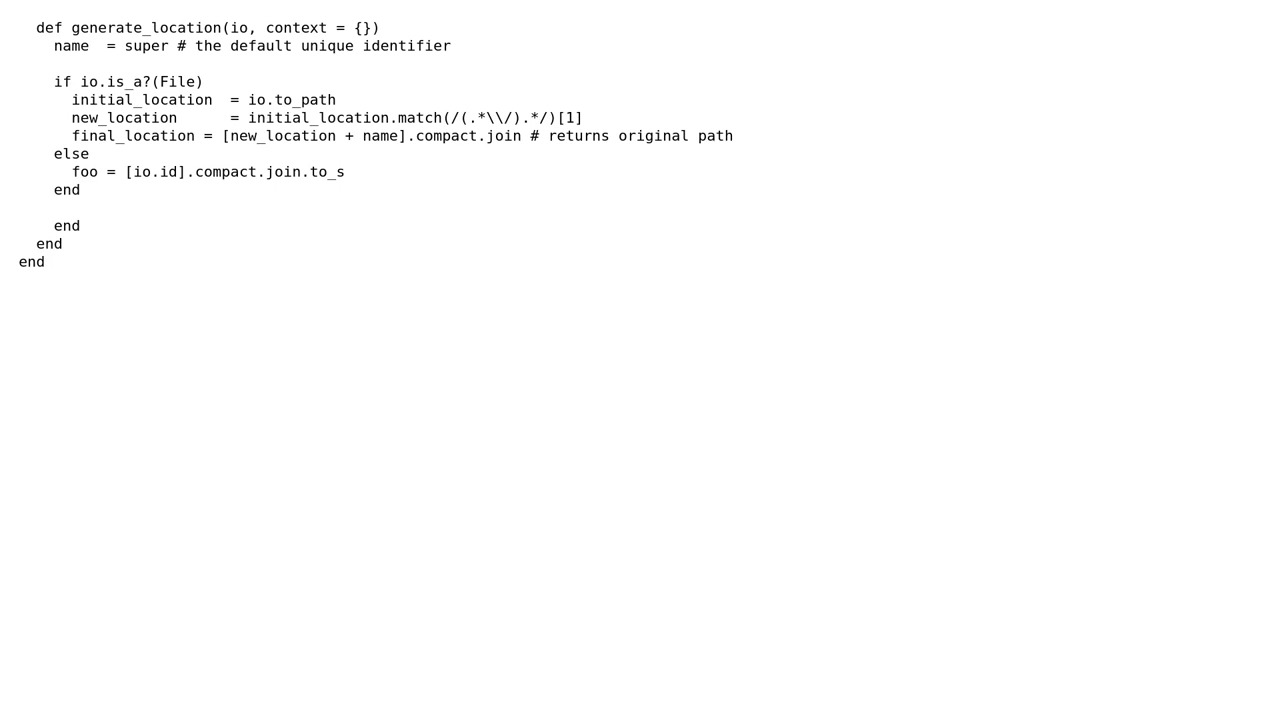 def generate_location(io, context = {})
    name  = super # the default unique identifier

    if io.is_a?(File)
      initial_location  = io.to_path
      new_location      = initial_location.match(/(.*\\/).*/)[1]
      final_location = [new_location + name].compact.join # returns original path
    else
      foo = [io.id].compact.join.to_s
    end

    end
  end
end